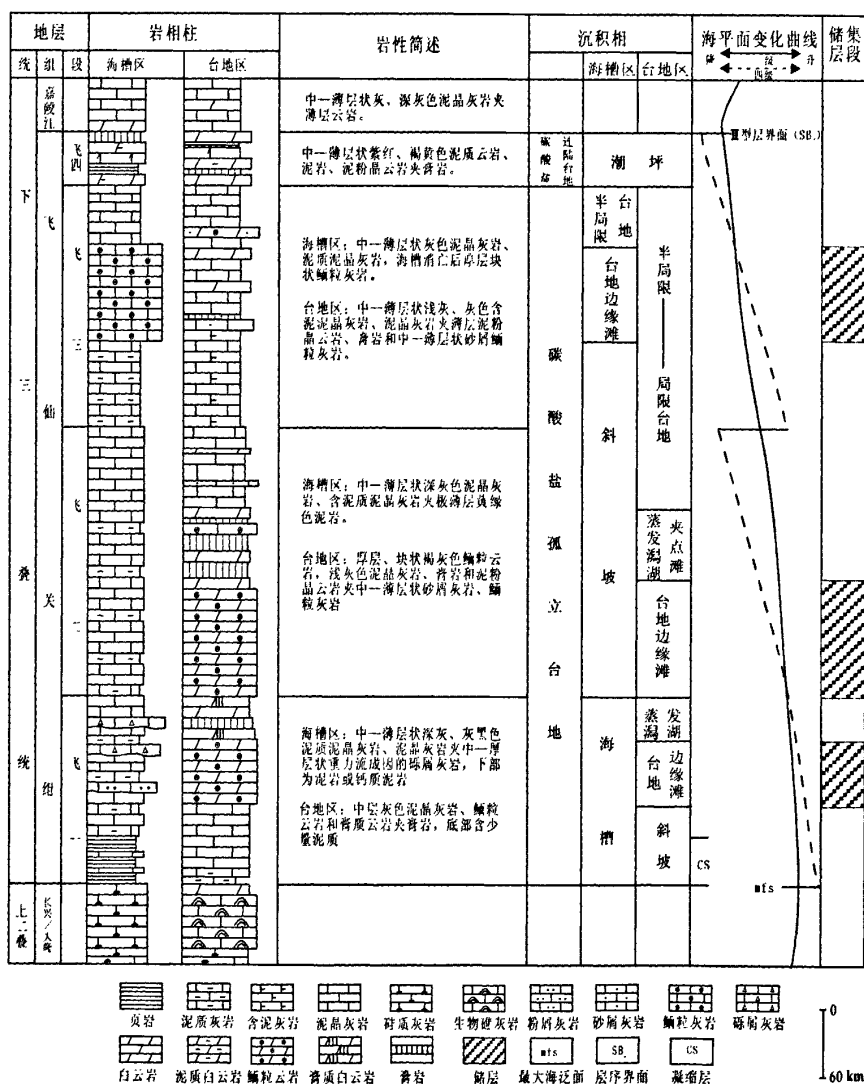 地层
岩相柱
岩性简述
沉积相
海平面变化曲线
储集层段
统
组
段
海槽区
台地区
海槽区
台地区
降
升
四级
嘉陵江
中—薄层状灰、深灰色泥晶灰岩夹
薄层云岩。
Ⅲ型层界面(SB
飞四
中—薄层状紫红、褐黄色泥质云岩、
泥岩、泥粉晶云岩夹膏岩。
潮坪
下三叠统
飞仙关组
飞三
海槽区:中—薄层状灰色泥晶灰岩、
泥质泥晶灰岩,海槽消亡后厚层块
状鲕粒灰岩。
台地区:中—薄层状浅灰、灰色含
泥泥晶灰岩、泥晶灰岩夹薄层泥粉
晶云岩、膏岩和中—薄层状砂屑鲕
粒灰岩。
半局限台地
台地边缘滩
半局限——局限台地
碳酸盐孤立台地
斜坡
飞二
海槽区:中—薄层状深灰色泥晶灰
岩、含泥质泥晶灰岩夹极薄层黄绿
色泥岩。
台地区:厚层、块状褐灰色鲕粒云
岩,浅灰色泥晶灰岩、膏岩和泥粉
晶云岩夹中—薄层状砂屑灰岩、鲕
粒灰岩
蒸发潟湖夹点滩
台地边缘滩
飞一
海槽区:中—薄层状深灰、灰黑色
泥质泥晶灰岩、泥晶灰岩夹中—厚
层状重力流成因的砾屑灰岩,下部
为泥岩或钙质泥岩
台地区:中层灰色泥晶灰岩、鲕粒
云岩和膏质云岩夹膏岩,底部含少
量泥质
海槽
蒸发潟湖
台地边缘滩
斜坡
CS
mfs
上二叠
长兴/大隆
页岩
泥质灰岩
含泥灰岩
泥晶灰岩
硅质灰岩
生物礁灰岩
粉屑灰岩
砂屑灰岩
鲕粒灰岩
砾屑灰岩
白云岩
泥质白云岩
鲕粒云岩
膏质白云岩
膏岩
储层
mfs
最大海泛面
SB
层序界面
CS
凝缩层
0
60 km